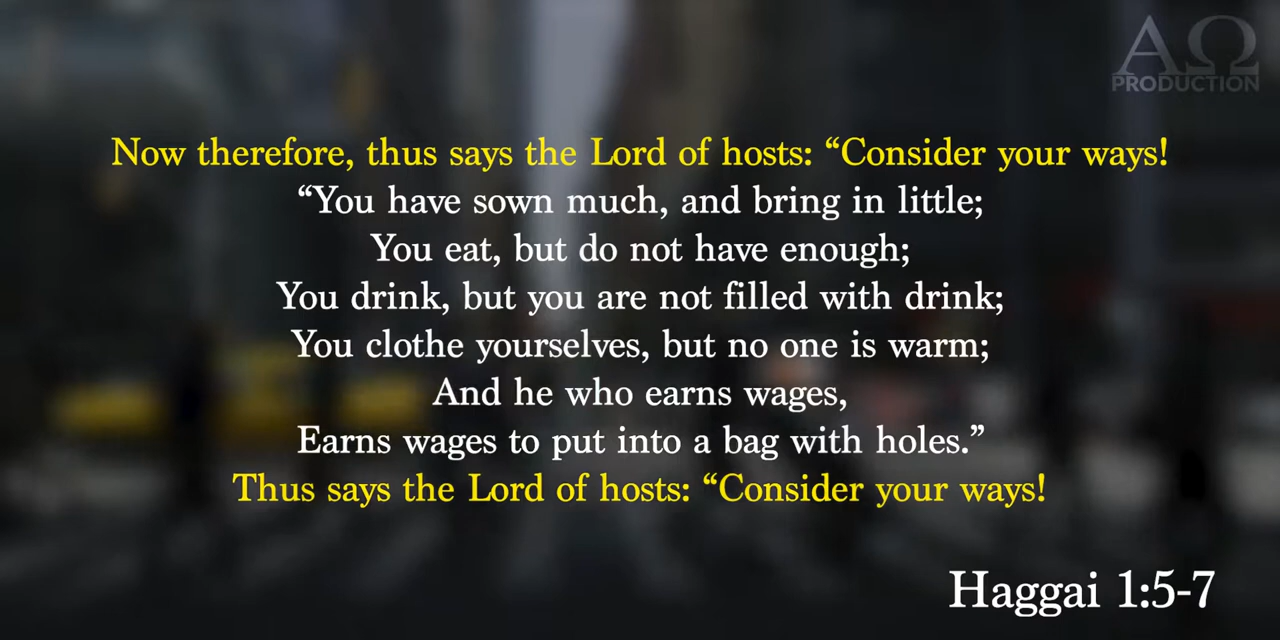 ΑΩ
PRODUCTION
Now therefore, thus says the Lord of hosts: “Consider your ways!
“You have sown much, and bring in little;
You eat, but do not have enough;
You drink, but you are not filled with drink;
You clothe yourselves, but no one is warm;
And he who earns wages,
Earns wages to put into a bag with holes.”
Thus says the Lord of hosts: “Consider your ways!
Haggai 1:5-7